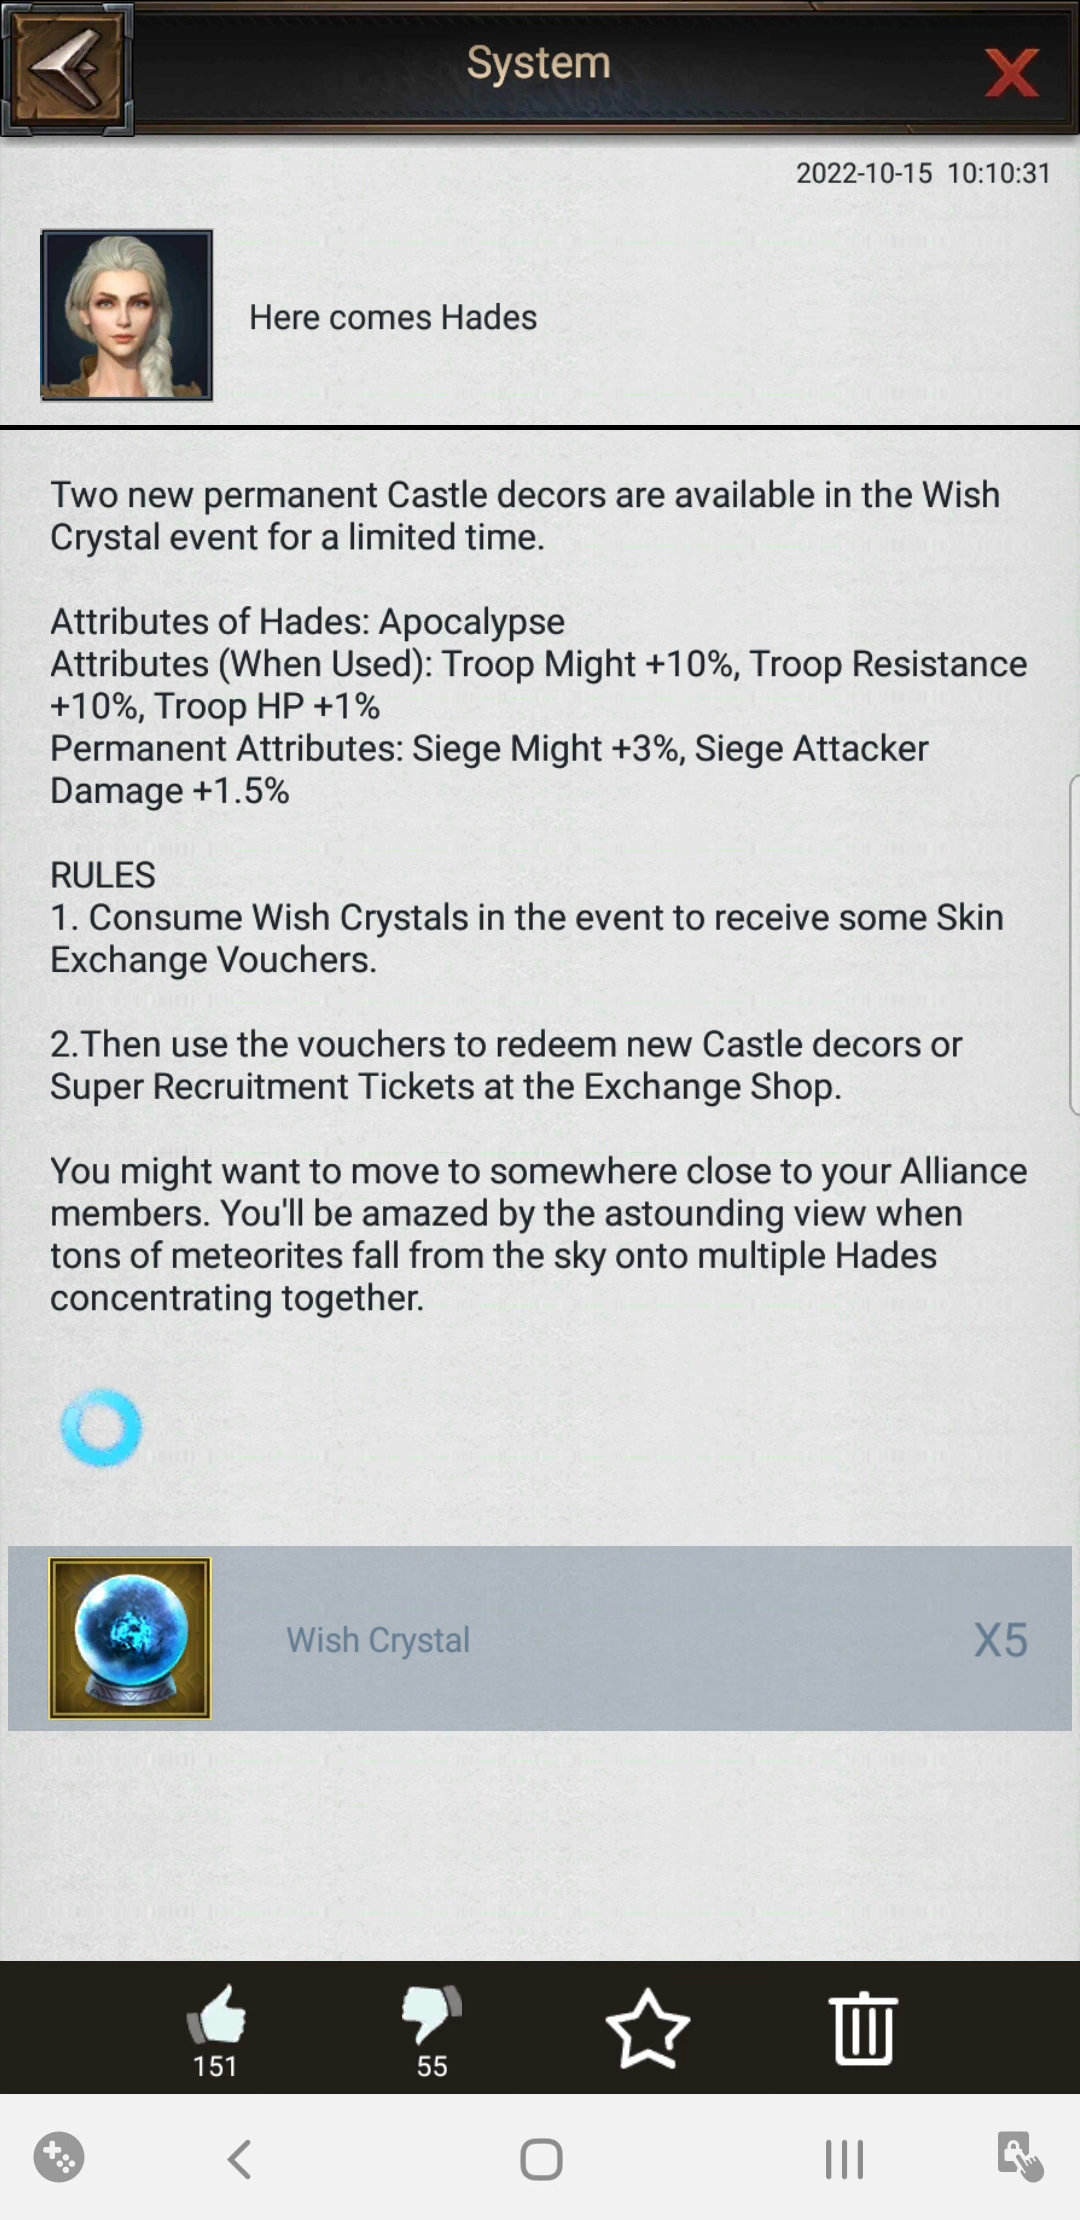 System
2022-10-15 10:10:31
Here comes Hades
Two new permanent Castle decors are available in the Wish
Crystal event for a limited time.
Attributes of Hades: Apocalypse
Attributes (When Used): Troop Might +10%, Troop Resistance
+10%, Troop HP +1%
Permanent Attributes: Siege Might +3%, Siege Attacker
Damage +1.5%
RULES
1. Consume Wish Crystals in the event to receive some Skin
Exchange Vouchers.
2.Then use the vouchers to redeem new Castle decors or
Super Recruitment Tickets at the Exchange Shop.
You might want to move to somewhere close to your Alliance
members. You'll be amazed by the astounding view when
tons of meteorites fall from the sky onto multiple Hades
concentrating together.
Wish Crystal X5
151 55